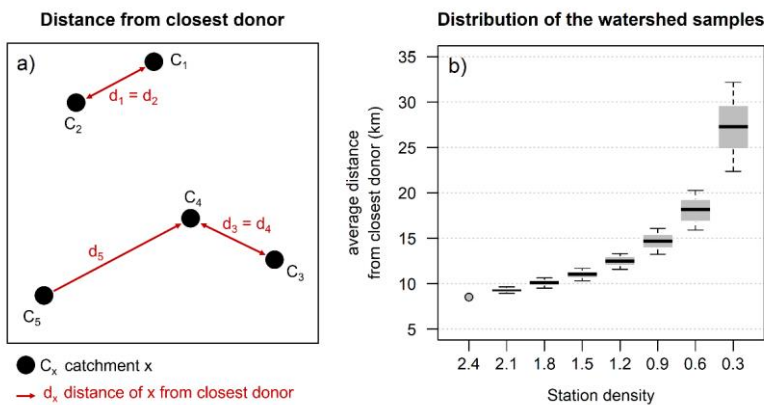 Distance from closest donor
a)
C1
d1 = d2
C2
C4
d3 = d4
d5
C3
C5
Cx catchment x
dx distance of x from closest donor
Distribution of the watershed samples
b)
average distance
from closest donor (km)
35
30
25
20
15
10
5
2.4 2.1 1.8 1.5 1.2 0.9 0.6 0.3
Station density